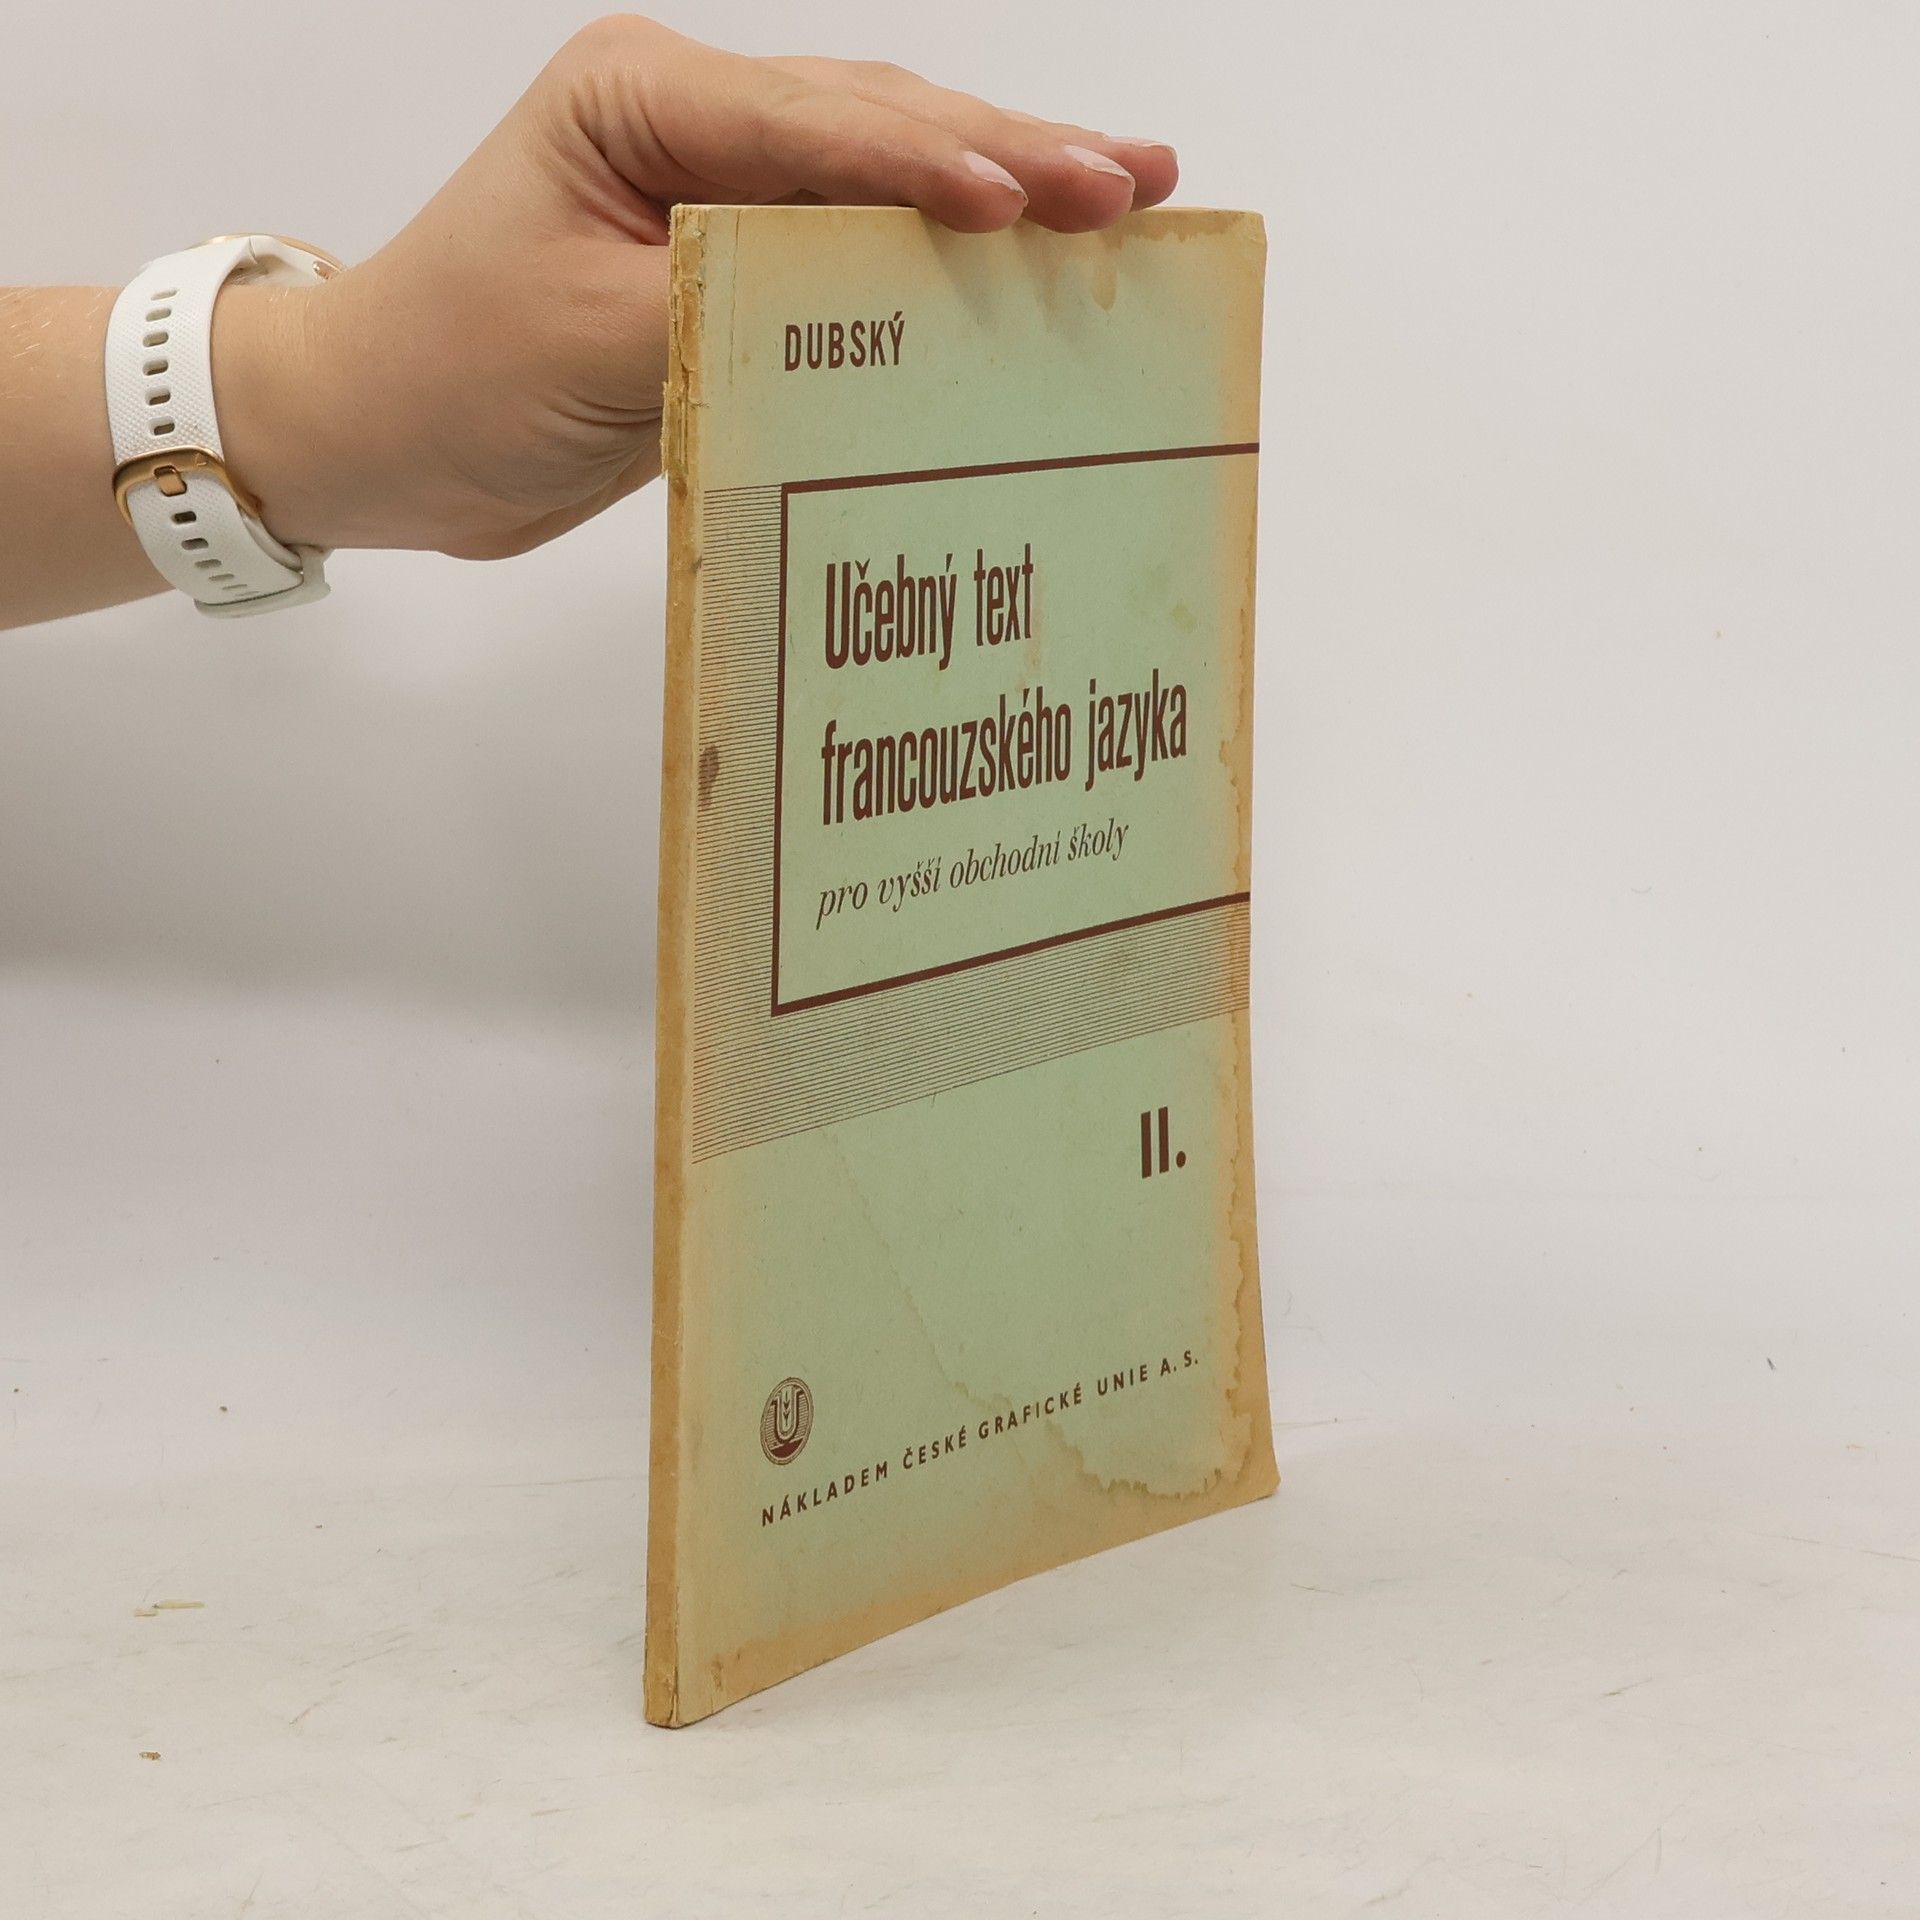 DUBSKÝ
Učebný text
francouzského jazyka
pro vyšší obchodní školy
II.
NÁKLADEM ČESKÉ GRAFICKÉ UNIE A. S.